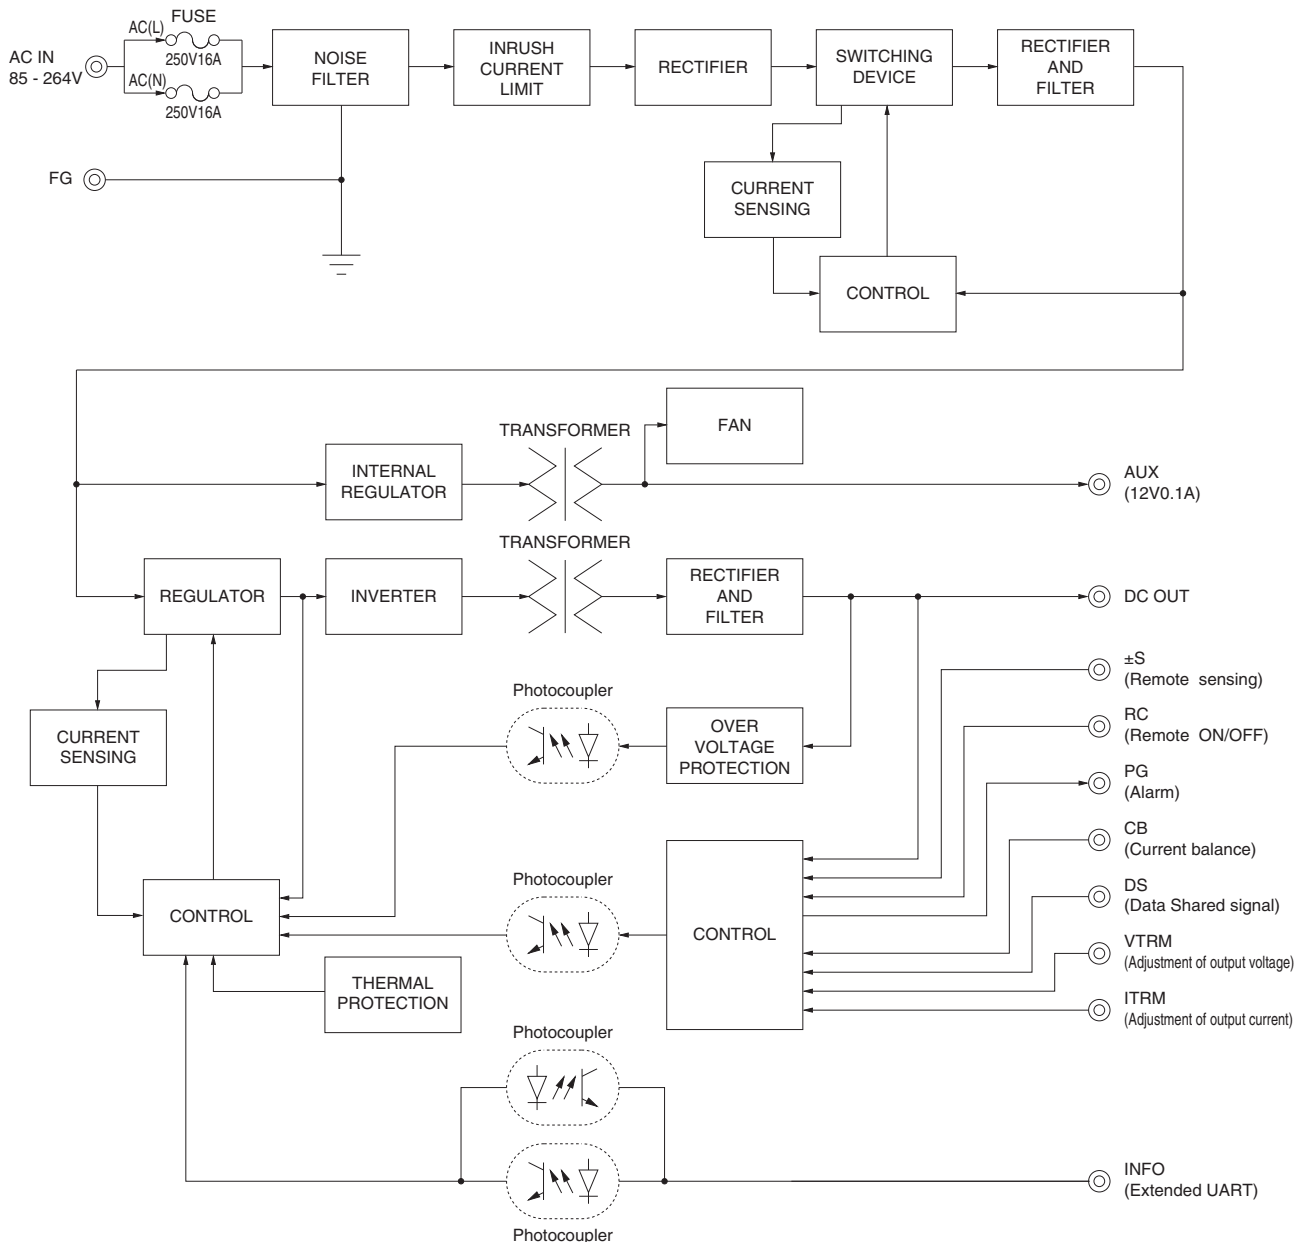 FUSE
AC(L)
AC IN
85 - 264V
250V16A
AC(N)
250V16A
NOISE
FILTER
INRUSH
CURRENT
LIMIT
RECTIFIER
SWITCHING
DEVICE
RECTIFIER
AND
FILTER
FG
CURRENT
SENSING
CONTROL
TRANSFORMER
FAN
INTERNAL
REGULATOR
AUX
(12V0.1A)
TRANSFORMER
REGULATOR
INVERTER
RECTIFIER
AND
FILTER
DC OUT
±S
(Remote sensing)
Photocoupler
CURRENT
SENSING
OVER
VOLTAGE
PROTECTION
RC
(Remote ON/OFF)
PG
(Alarm)
CB
(Current balance)
Photocoupler
CONTROL
CONTROL
DS
(Data Shared signal)
VTRM
(Adjustment of output voltage)
THERMAL
PROTECTION
ITRM
(Adjustment of output current)
Photocoupler
INFO
(Extended UART)
Photocoupler